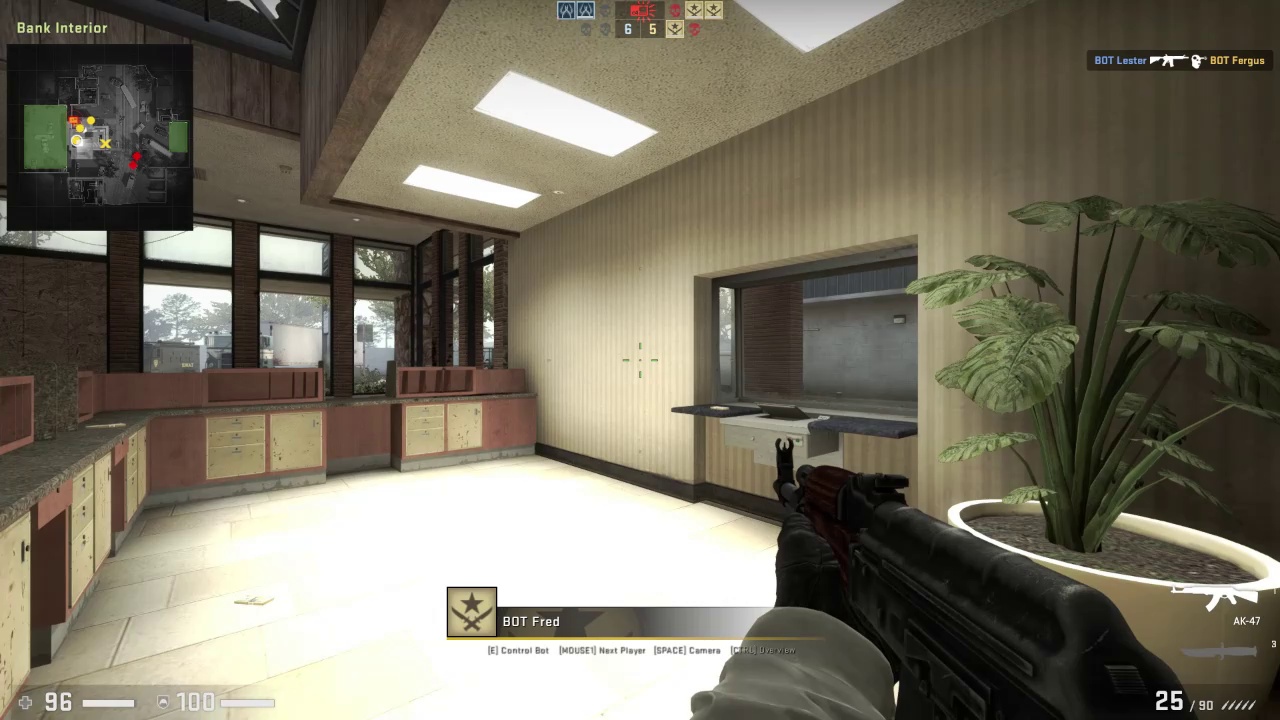 Bank Interior
6 5
BOT Lester BOT Fergus
BOT Fred
[E] Control Bot [MOUSE1] Next Player [SPACE] Camera [CTRL] Overview
AK-47
3
96 100
25 / 90